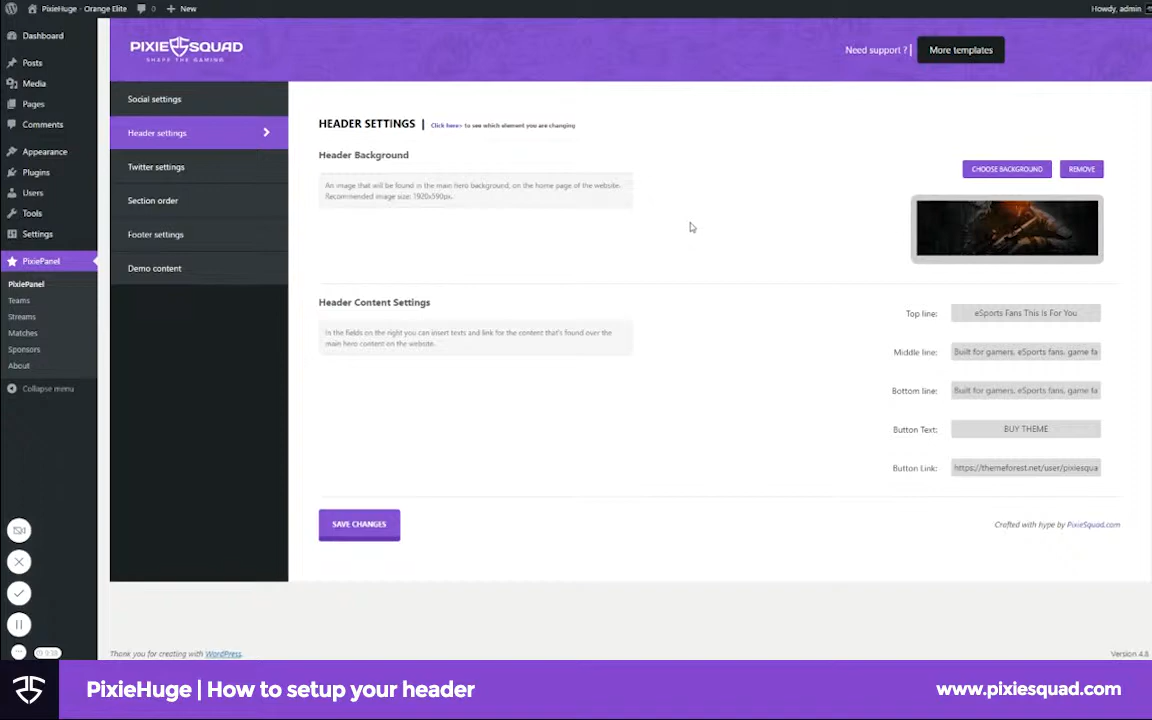 PixieHuge - Orange Elite
0
New
Howdy, admin
Dashboard
Posts
Media
Pages
Comments
Appearance
Plugins
Users
Tools
Settings
PixiePanel
PixiePanel
Teams
Streams
Matches
Sponsors
About
Collapse menu
PIXIE SQUAD
SHAPE THE GAMING
Need support ? |
More templates
Social settings
Header settings
Twitter settings
Section order
Footer settings
Demo content
HEADER SETTINGS | Click here» to see which element you are changing
Header Background
An image that will be found in the main hero background, on the home page of the website.
Recommended image size: 1920x590px.
CHOOSE BACKGROUND
REMOVE
Header Content Settings
In the fields on the right you can insert texts and link for the content that's found over the
main hero content on the website.
Top line: eSports Fans This Is For You
Middle line: Built for gamers, eSports fans, game fa
Bottom line: Built for gamers, eSports fans, game fa
Button Text: BUY THEME
Button Link: https://themeforest.net/user/pixiesqua
SAVE CHANGES
Crafted with hype by PixieSquad.com
Thank you for creating with WordPress.
Version 4.8
PixieHuge | How to setup your header
www.pixiesquad.com